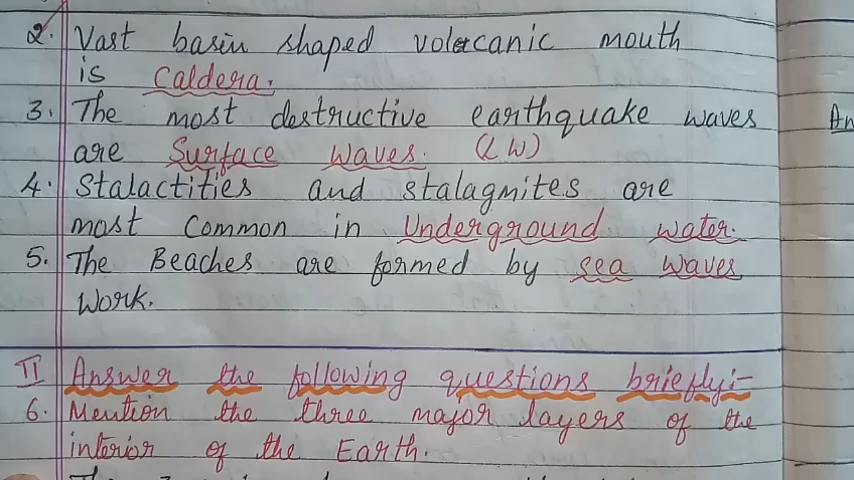 2. Vast basin shaped volcanic mouth
is Caldera.
3. The most destructive earthquake waves
are Surface waves. (LW)
4. Stalactities and stalagmites are
most common in Underground water.
5. The Beaches are formed by sea waves
work.
II Answer the following questions briefly:-
6. Mention the three major layers of the
interior of the Earth.
An